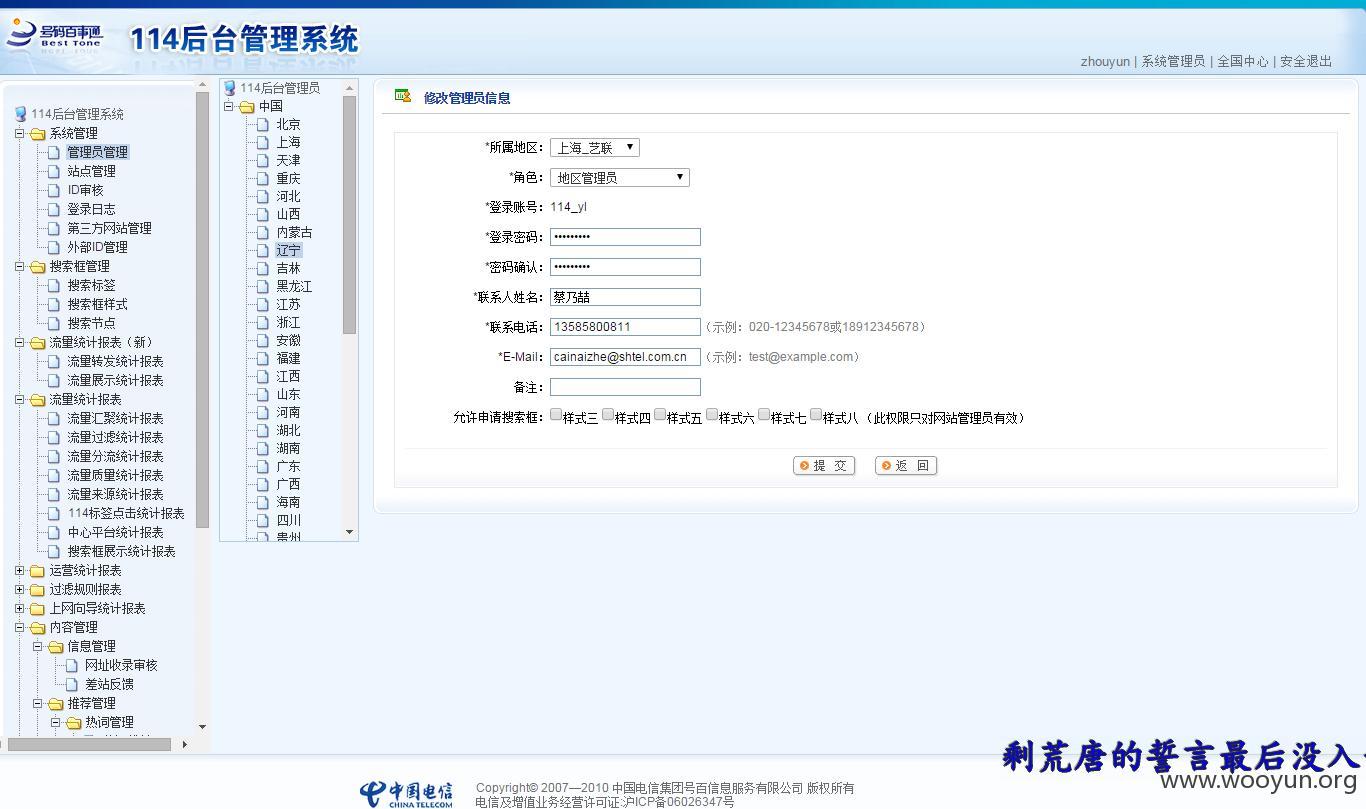 号码百事通
Best Tone
114后台管理系统
zhouyun | 系统管理员 | 全国中心 | 安全退出
114后台管理系统
系统管理
管理员管理
站点管理
ID审核
登录日志
第三方网站管理
外部ID管理
搜索框管理
搜索标签
搜索框样式
搜索节点
流量统计报表（新）
流量转发统计报表
流量展示统计报表
流量统计报表
流量汇聚统计报表
流量过滤统计报表
流量分流统计报表
流量质量统计报表
流量来源统计报表
114标签点击统计报表
中心平台统计报表
搜索框展示统计报表
运营统计报表
过滤规则报表
上网向导统计报表
内容管理
信息管理
网址收录审核
差站反馈
推荐管理
热词管理
114后台管理员
中国
北京
上海
天津
重庆
河北
山西
内蒙古
辽宁
吉林
黑龙江
江苏
浙江
安徽
福建
江西
山东
河南
湖北
湖南
广东
广西
海南
四川
贵州
修改管理员信息
*所属地区： 上海_艺联
*角色： 地区管理员
*登录账号： 114_yl
*登录密码： •••••••••
*密码确认： •••••••••
*联系人姓名： 蔡乃喆
*联系电话： 13585800811 （示例：020-12345678或18912345678）
*E-Mail： cainaizhe@shtel.com.cn （示例：test@example.com）
备注：
允许申请搜索框： 样式三 样式四 样式五 样式六 样式七 样式八 （此权限只对网站管理员有效）
提 交 返 回
剩荒唐的誓言最后没入
www.wooyun.org
中国电信
CHINA TELECOM
Copyright© 2007—2010 中国电信集团号百信息服务有限公司 版权所有
电信及增值业务经营许可证:沪ICP备06026347号